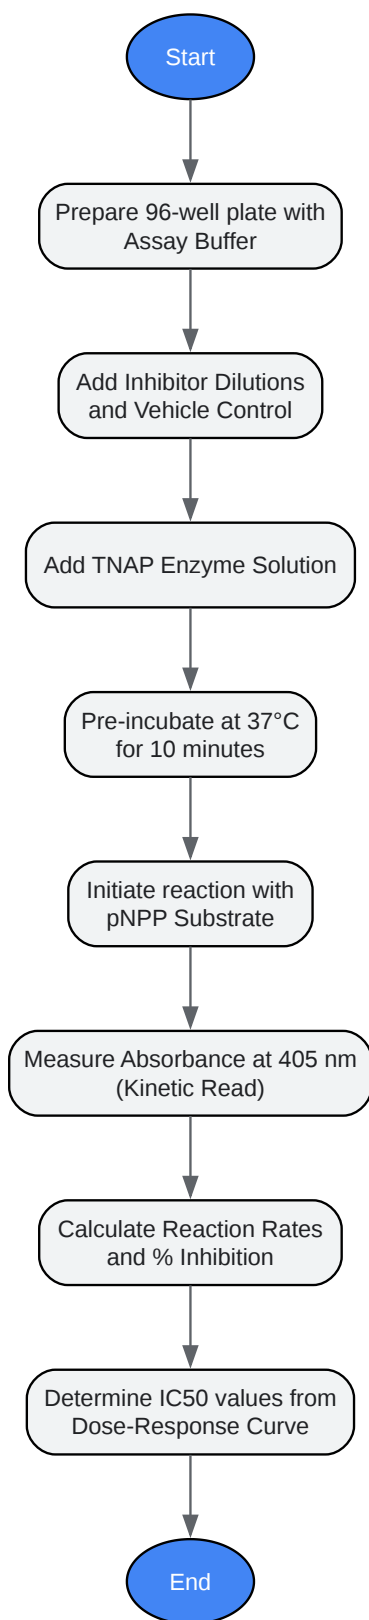 Start
Prepare 96-well plate with
Assay Buffer
Add Inhibitor Dilutions
and Vehicle Control
Add TNAP Enzyme Solution
Pre-incubate at 37°C
for 10 minutes
Initiate reaction with
pNPP Substrate
Measure Absorbance at 405 nm
(Kinetic Read)
Calculate Reaction Rates
and % Inhibition
Determine IC50 values from
Dose-Response Curve
End